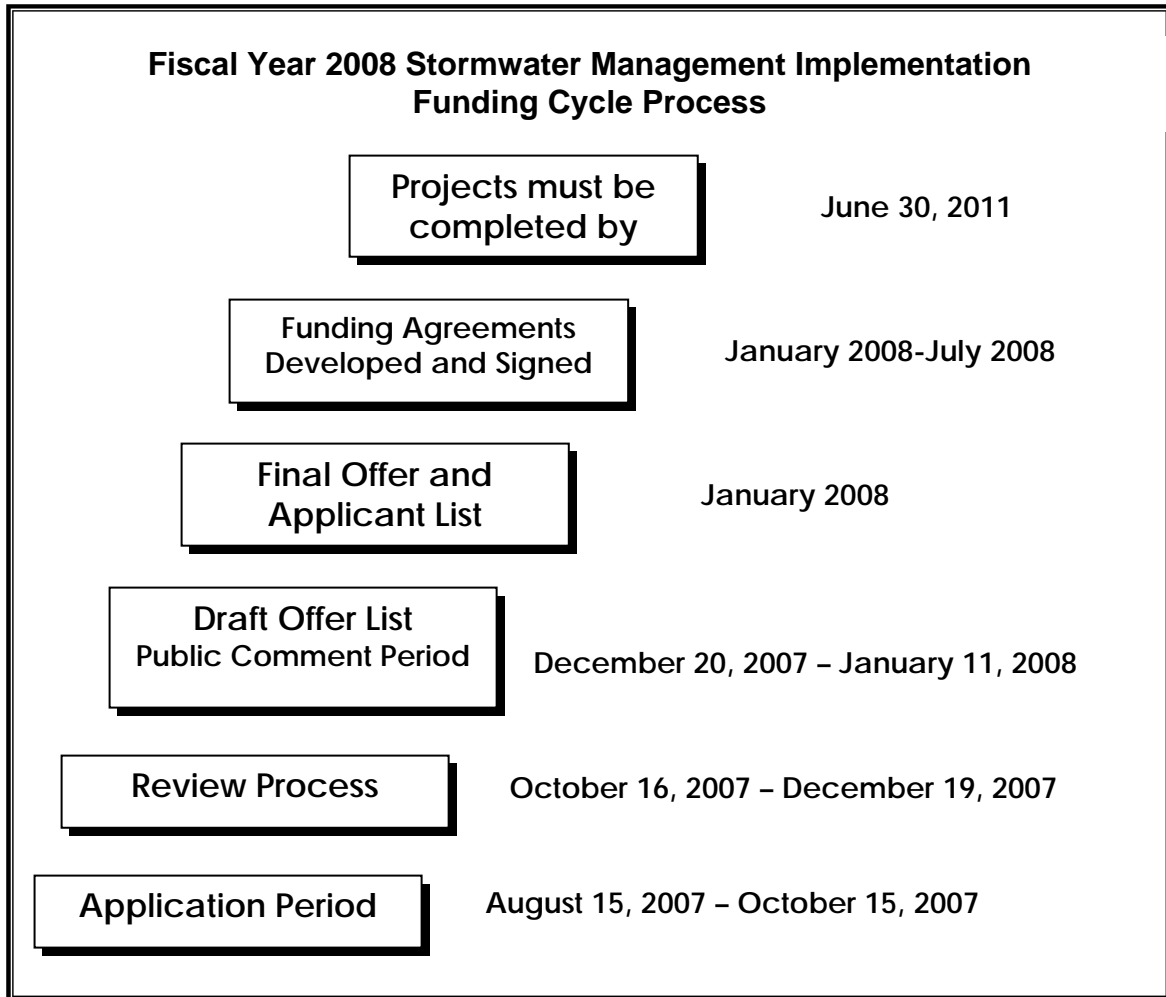 Fiscal Year 2008 Stormwater Management Implementation
Funding Cycle Process
Projects must be
completed by
June 30, 2011
Funding Agreements
Developed and Signed
January 2008-July 2008
Final Offer and
Applicant List
January 2008
Draft Offer List
Public Comment Period
December 20, 2007 – January 11, 2008
Review Process
October 16, 2007 – December 19, 2007
Application Period
August 15, 2007 – October 15, 2007